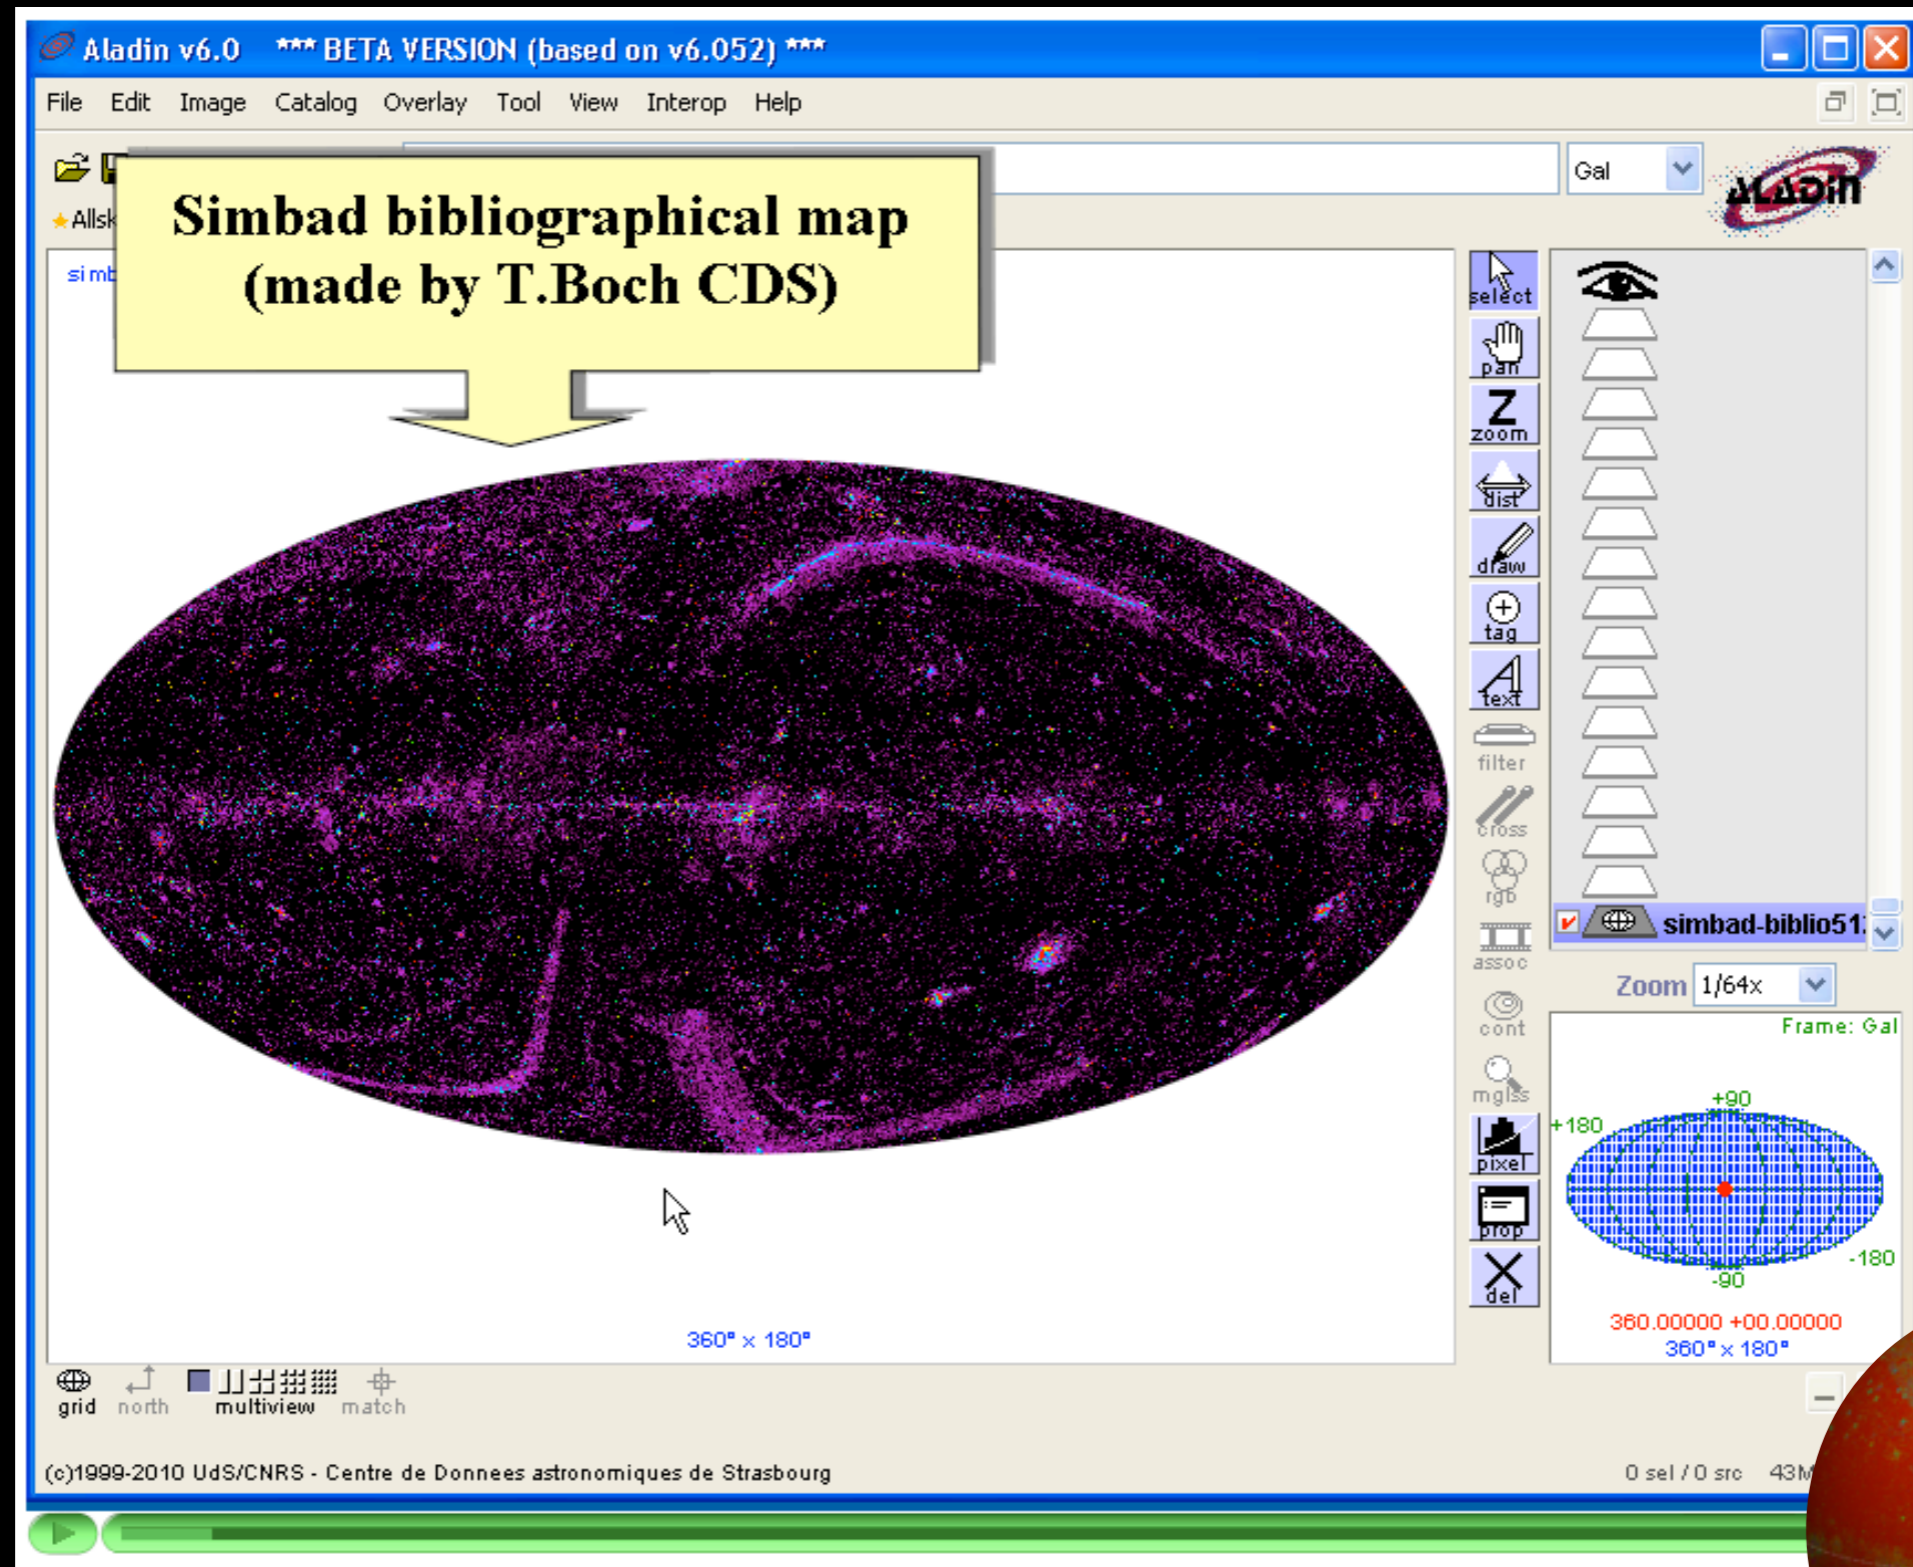 Aladin v6.0 *** BETA VERSION (based on v6.052) ***
File Edit Image Catalog Overlay Tool View Interop Help
Gal
ALADIN
Simbad bibliographical map
(made by T.Boch CDS)
select
pan
Z
zoom
dist
draw
tag
text
filter
cross
rgb
assoc
cont
mglss
pixel
prop
del
simbad-biblio51
Zoom 1/64x
Frame: Gal
+90
+180
-180
-90
360.00000 +00.00000
360° x 180°
360° x 180°
grid north multiview match
(c)1999-2010 UdS/CNRS - Centre de Donnees astronomiques de Strasbourg
0 sel / 0 src